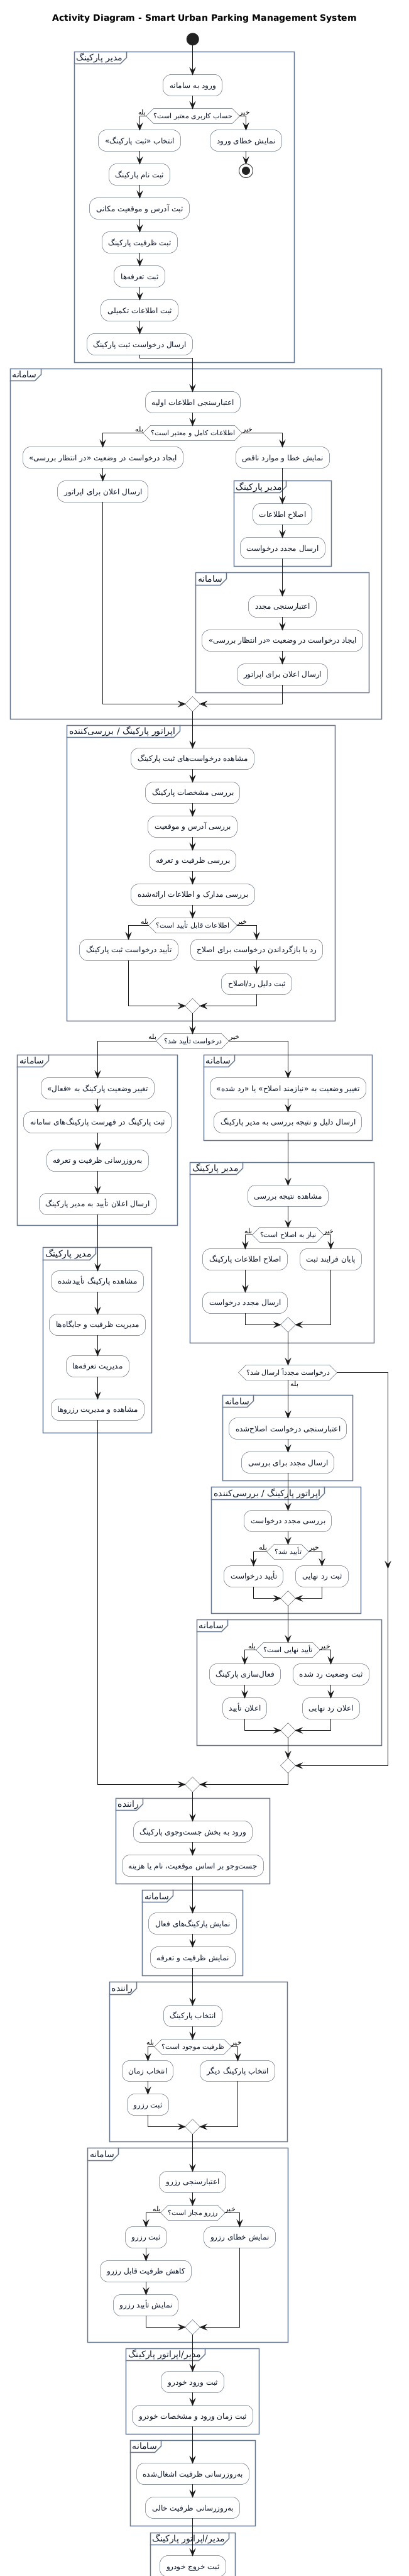 Activity Diagram - Smart Urban Parking Management System
مدیر پارکینگ
ورود به سامانه
حساب کاربری معتبر است؟
بله
خیر
انتخاب «ثبت پارکینگ»
نمایش خطای ورود
ثبت نام پارکینگ
ثبت آدرس و موقعیت مکانی
ثبت ظرفیت پارکینگ
ثبت تعرفه‌ها
ثبت اطلاعات تکمیلی
ارسال درخواست ثبت پارکینگ
سامانه
اعتبارسنجی اطلاعات اولیه
اطلاعات کامل و معتبر است؟
بله
خیر
ایجاد درخواست در وضعیت «در انتظار بررسی»
نمایش خطا و موارد ناقص
ارسال اعلان برای اپراتور
مدیر پارکینگ
اصلاح اطلاعات
ارسال مجدد درخواست
سامانه
اعتبارسنجی مجدد
ایجاد درخواست در وضعیت «در انتظار بررسی»
ارسال اعلان برای اپراتور
اپراتور پارکینگ / بررسی‌کننده
مشاهده درخواست‌های ثبت پارکینگ
بررسی مشخصات پارکینگ
بررسی آدرس و موقعیت
بررسی ظرفیت و تعرفه
بررسی مدارک و اطلاعات ارائه‌شده
اطلاعات قابل تأیید است؟
بله
خیر
تأیید درخواست ثبت پارکینگ
رد یا بازگرداندن درخواست برای اصلاح
ثبت دلیل رد/اصلاح
درخواست تأیید شد؟
بله
خیر
سامانه
تغییر وضعیت پارکینگ به «فعال»
ثبت پارکینگ در فهرست پارکینگ‌های سامانه
به‌روزرسانی ظرفیت و تعرفه
ارسال اعلان تأیید به مدیر پارکینگ
مدیر پارکینگ
مشاهده پارکینگ تأییدشده
مدیریت ظرفیت و جایگاه‌ها
مدیریت تعرفه‌ها
مشاهده و مدیریت رزروها
سامانه
تغییر وضعیت به «نیازمند اصلاح» یا «رد شده»
ارسال دلیل و نتیجه بررسی به مدیر پارکینگ
مدیر پارکینگ
مشاهده نتیجه بررسی
نیاز به اصلاح است؟
بله
خیر
اصلاح اطلاعات پارکینگ
پایان فرایند ثبت
ارسال مجدد درخواست
درخواست مجدداً ارسال شد؟
بله
سامانه
اعتبارسنجی درخواست اصلاح‌شده
ارسال مجدد برای بررسی
اپراتور پارکینگ / بررسی‌کننده
بررسی مجدد درخواست
تأیید شد؟
بله
خیر
تأیید درخواست
ثبت رد نهایی
سامانه
تأیید نهایی است؟
بله
خیر
فعال‌سازی پارکینگ
ثبت وضعیت رد شده
اعلان تأیید
اعلان رد نهایی
راننده
ورود به بخش جست‌وجوی پارکینگ
جست‌وجو بر اساس موقعیت، نام یا هزینه
سامانه
نمایش پارکینگ‌های فعال
نمایش ظرفیت و تعرفه
راننده
انتخاب پارکینگ
ظرفیت موجود است؟
بله
خیر
انتخاب زمان
انتخاب پارکینگ دیگر
ثبت رزرو
سامانه
اعتبارسنجی رزرو
رزرو مجاز است؟
بله
خیر
ثبت رزرو
نمایش خطای رزرو
کاهش ظرفیت قابل رزرو
نمایش تأیید رزرو
مدیر/اپراتور پارکینگ
ثبت ورود خودرو
ثبت زمان ورود و مشخصات خودرو
سامانه
به‌روزرسانی ظرفیت اشغال‌شده
به‌روزرسانی ظرفیت خالی
مدیر/اپراتور پارکینگ
ثبت خروج خودرو